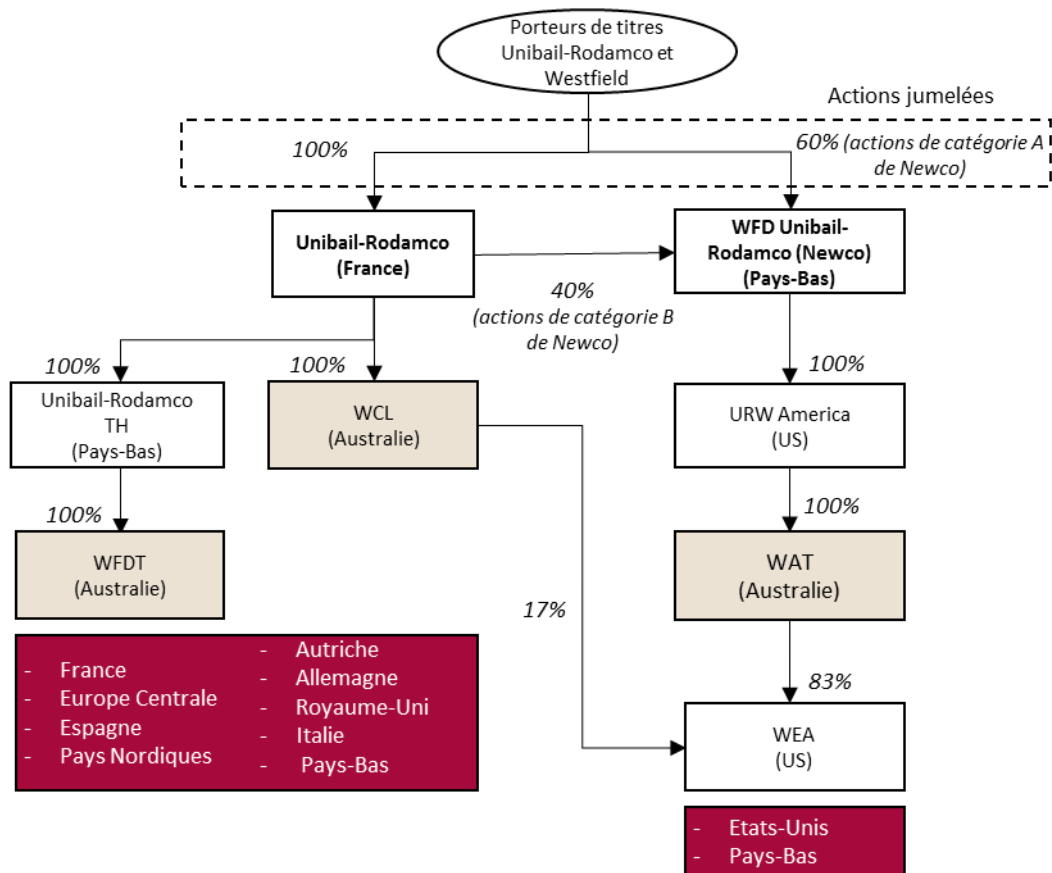 Porteurs de titres
Unibail-Rodamco et
Westfield
Actions jumelées
100%
60% (actions de catégorie A
de Newco)
Unibail-Rodamco
(France)
WFD Unibail-
Rodamco (Newco)
(Pays-Bas)
40%
(actions de catégorie B
de Newco)
100%
100%
100%
Unibail-Rodamco
TH
(Pays-Bas)
WCL
(Australie)
URW America
(US)
100%
100%
WFDT
(Australie)
WAT
(Australie)
17%
83%
- France
- Europe Centrale
- Espagne
- Pays Nordiques
- Autriche
- Allemagne
- Royaume-Uni
- Italie
- Pays-Bas
WEA
(US)
- Etats-Unis
- Pays-Bas